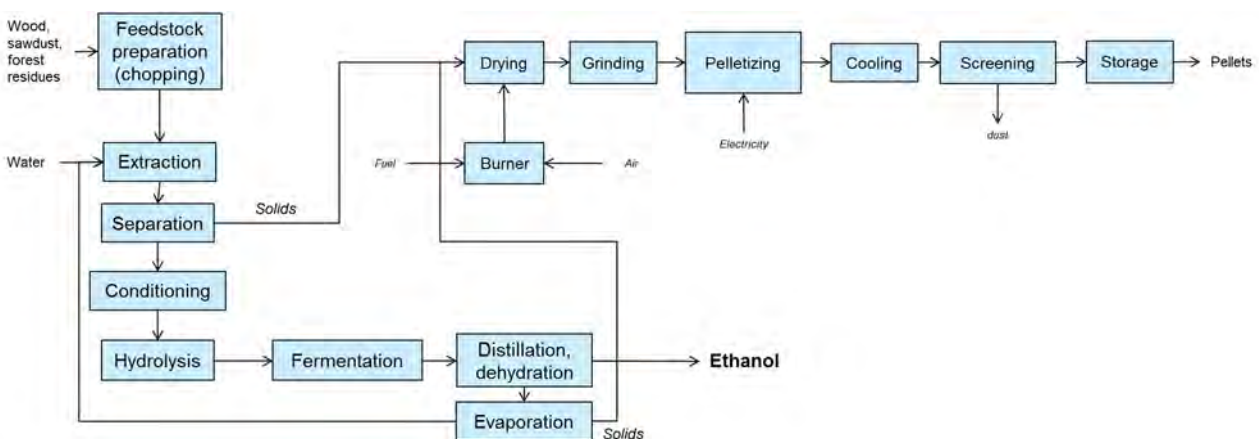 Wood,
sawdust,
forest
residues
Feedstock
preparation
(chopping)
Drying
Grinding
Pelletizing
Cooling
Screening
Storage
Pellets
dust
Electricity
Water
Extraction
Fuel
Burner
Air
Separation
Solids
Conditioning
Hydrolysis
Fermentation
Distillation,
dehydration
Ethanol
Evaporation
Solids